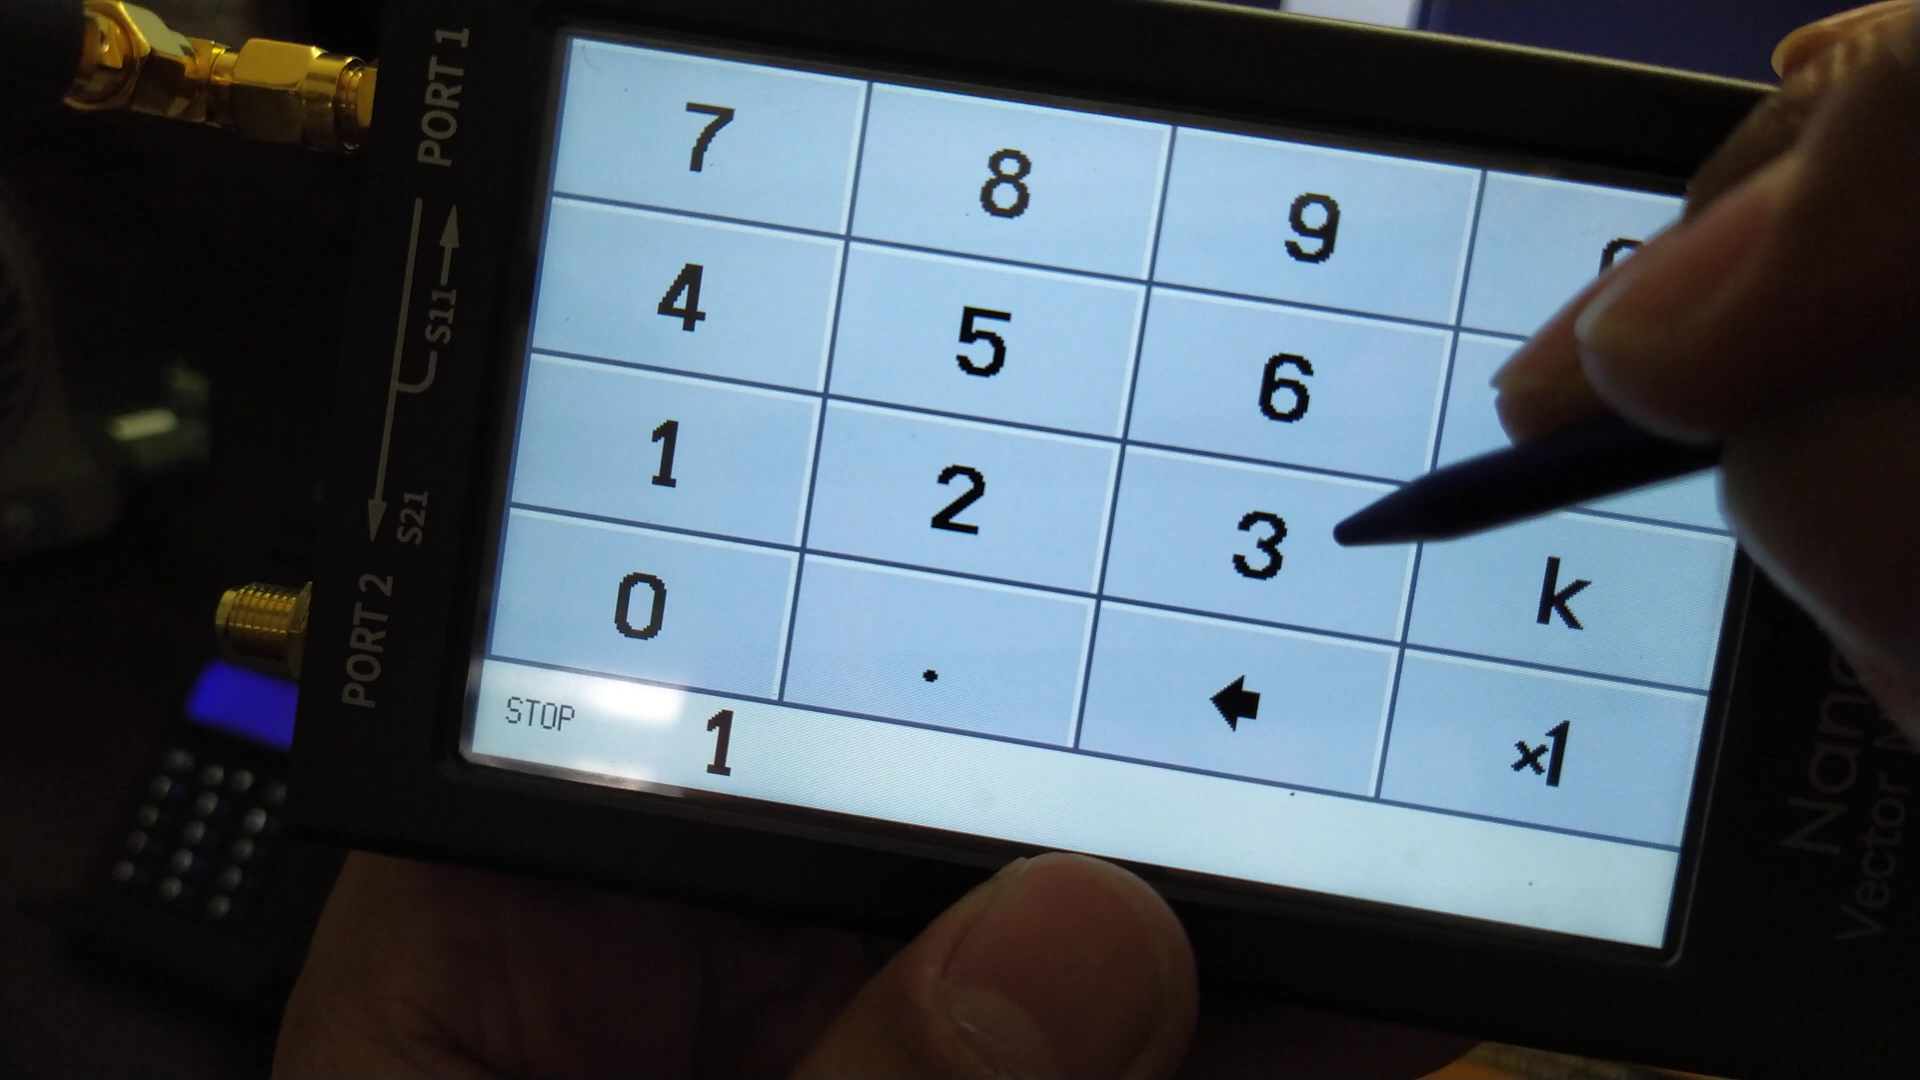 PORT 1
S11
S21
PORT 2
7 8 9
4 5 6
1 2 3 k
0 . ← x1
STOP 1
Vector